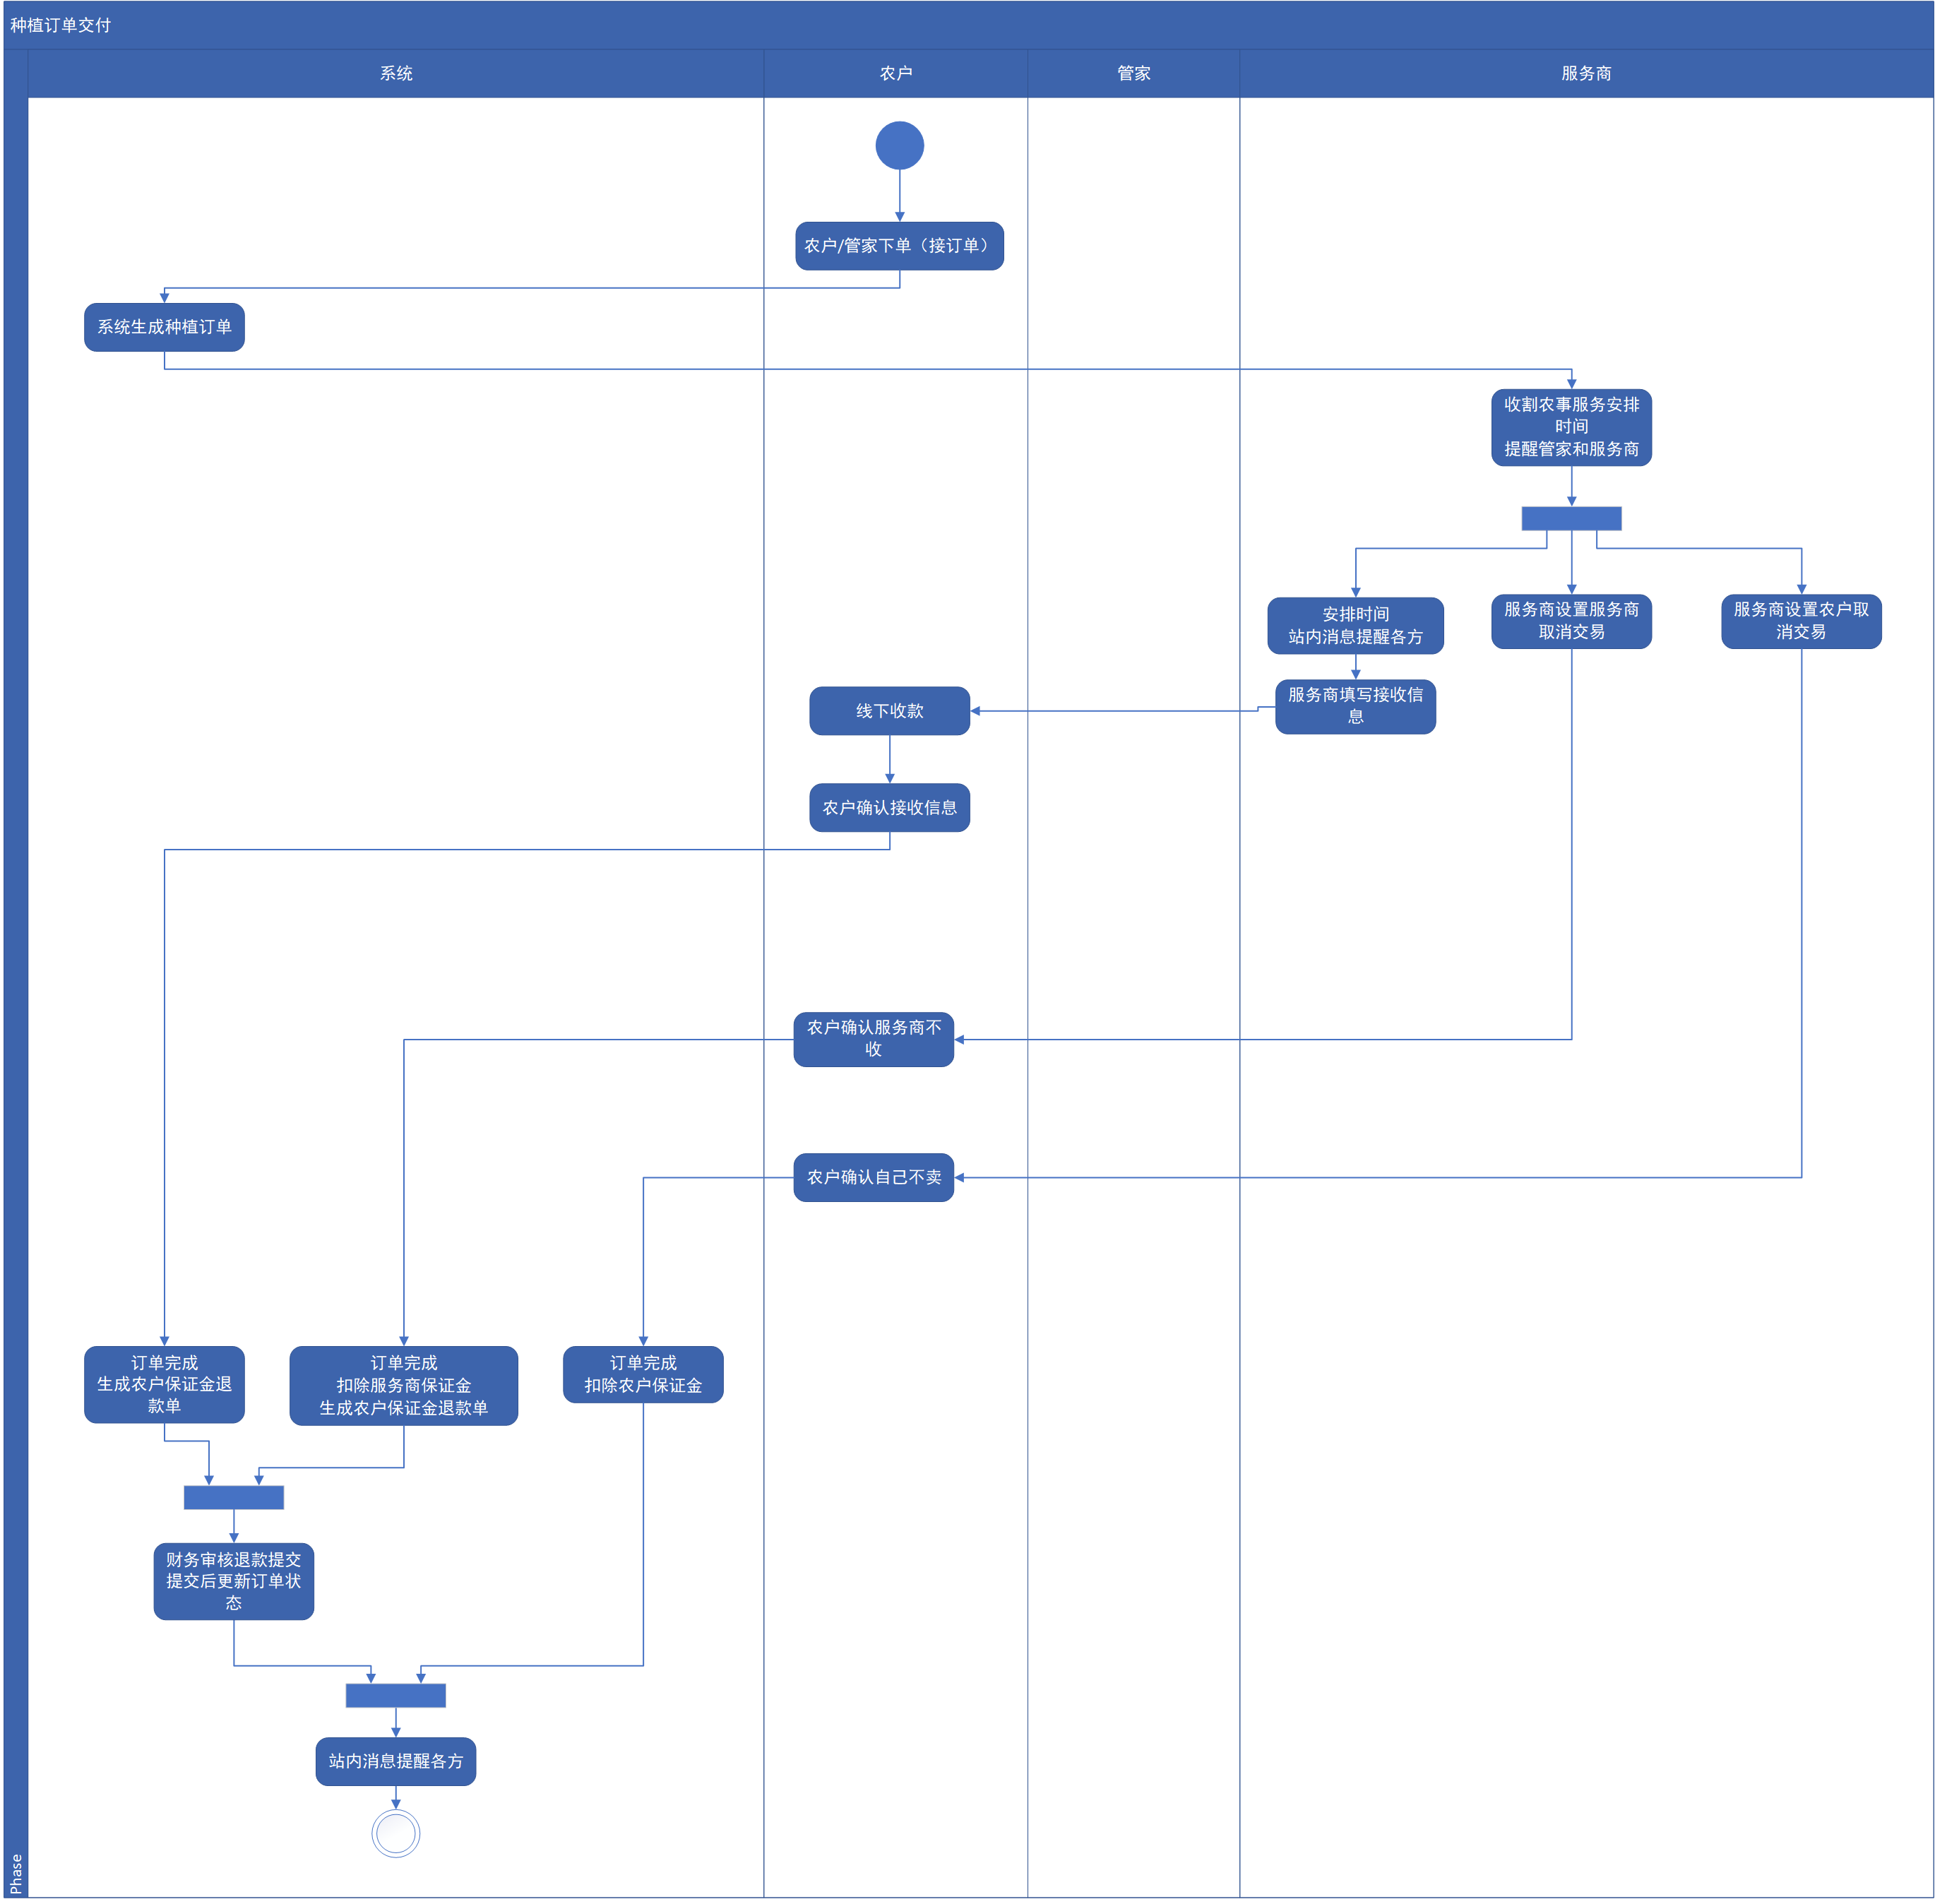 种植订单交付
系统
农户
管家
服务商
农户/管家下单（接订单）
系统生成种植订单
收割农事服务安排
时间
提醒管家和服务商
安排时间
站内消息提醒各方
服务商设置服务商
取消交易
服务商设置农户取
消交易
服务商填写接收信
息
线下收款
农户确认接收信息
农户确认服务商不
收
农户确认自己不卖
订单完成
生成农户保证金退
款单
订单完成
扣除服务商保证金
生成农户保证金退款单
订单完成
扣除农户保证金
财务审核退款提交
提交后更新订单状
态
站内消息提醒各方
Phase